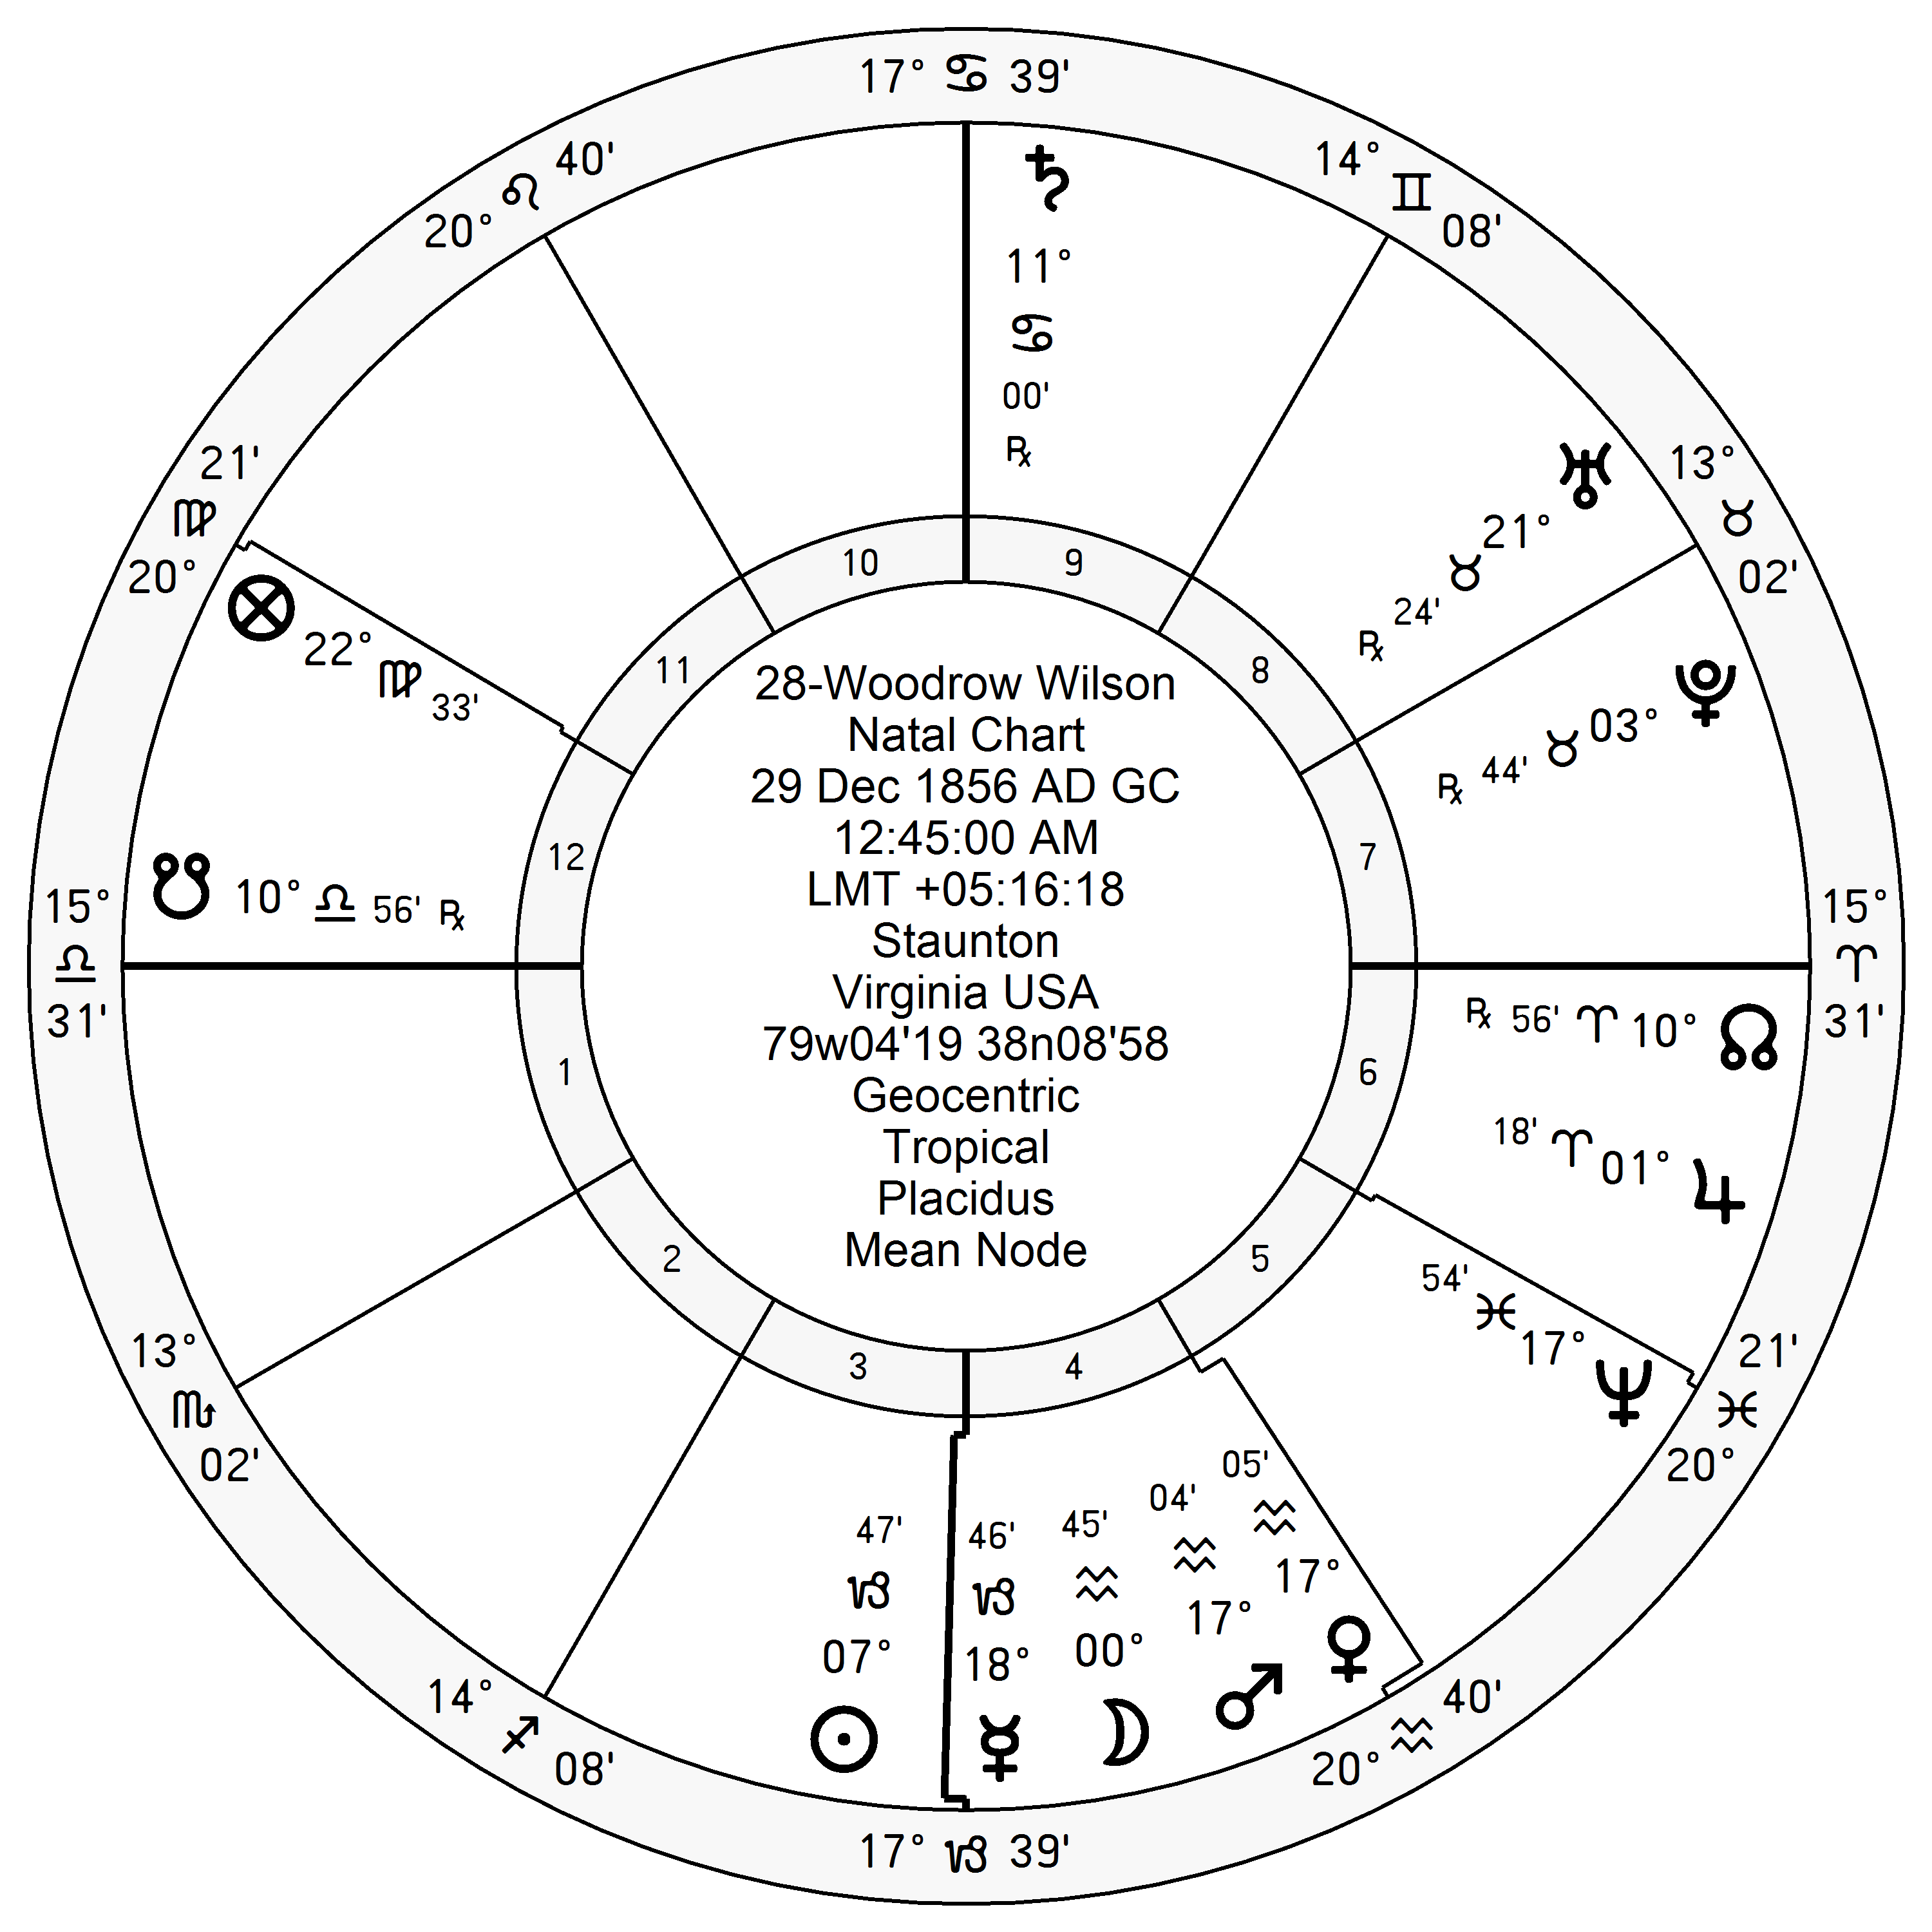 17° ♋ 39'
40' ♌ 20°
14° ♊ 08'
♄ 11° ♋ 00' ℞
21' ♍ 20°
13° ♉ 02'
♅ 21° ♉ 24' ℞
⊗ 22° ♍ 33'
♇ 03° ♉ 44' ℞
10 9
11 8
12 7
28-Woodrow Wilson
Natal Chart
29 Dec 1856 AD GC
12:45:00 AM
LMT +05:16:18
Staunton
Virginia USA
79w04'19 38n08'58
Geocentric
Tropical
Placidus
Mean Node
☋ 10° ♎ 56' ℞
15° ♎ 31'
15° ♈ 31'
℞ 56' ♈ 10° ☊
18' ♈ 01° ♃
1 6
2 5
3 4
54' ♓ 17° ♆
13° ♏ 02'
21' ♓ 20°
47' ♑ 07° ☉
46' ♑ 18° ☿
45' ♒ 00° ☽
04' ♒ 17° ♂
05' ♒ 17° ♀
14° ♐ 08'
40' ♒ 20°
17° ♑ 39'